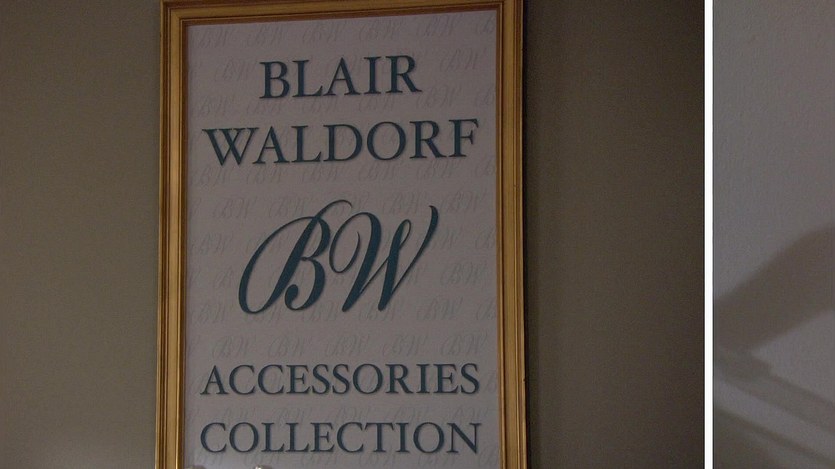 BLAIR
WALDORF
BW
ACCESSORIES
COLLECTION